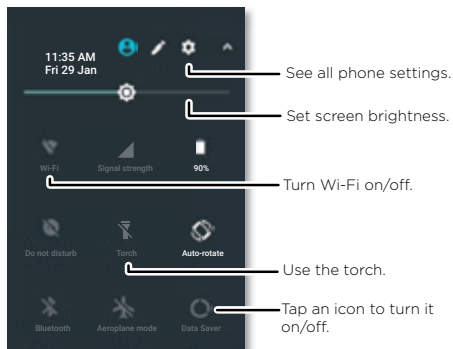 11:35 AM
Fri 29 Jan
See all phone settings.
Set screen brightness.
Wi-Fi
Signal strength
90%
Turn Wi-Fi on/off.
Do not disturb
Torch
Auto-rotate
Use the torch.
Tap an icon to turn it
on/off.
Bluetooth
Aeroplane mode
Data Saver